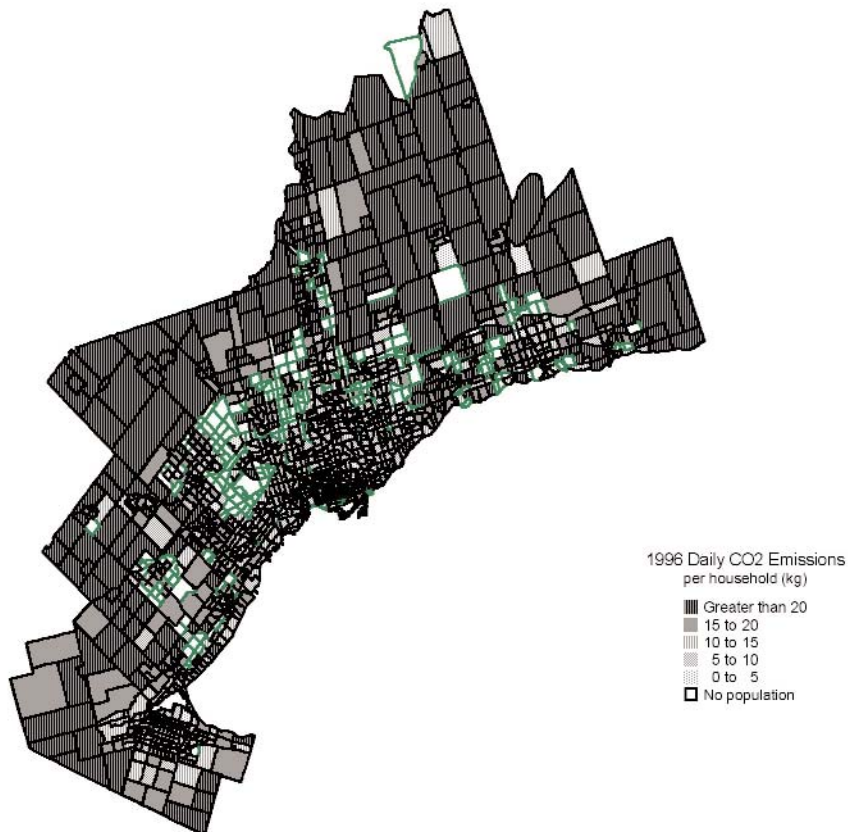 1996 Daily CO2 Emissions
per household (kg)
Greater than 20
15 to 20
10 to 15
5 to 10
0 to 5
No population